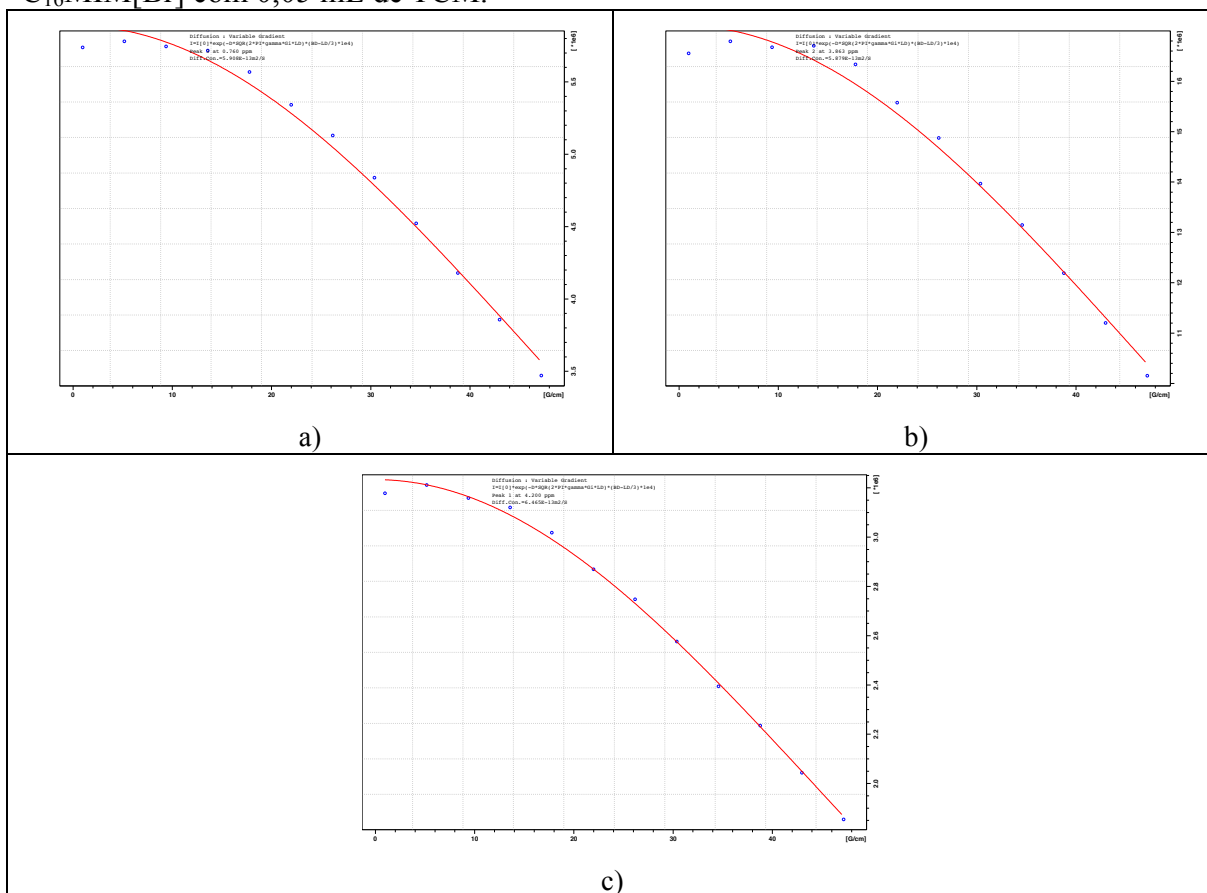 C16MIM[Br] com 0,05 mL de TCM.
Diffusion : Variable Gradient
I=I[0]*exp(-D*SQR(2*PI*gamma*Gi*LD)*(BD-LD/3)*1e4)
Peak at 0.760 ppm
Diff.Con.=5.908E-13m2/S
[*1e6]
5.5
5.0
4.5
4.0
3.5
0 10 20 30 40 [G/cm]
a)
Diffusion : Variable Gradient
I=I[0]*exp(-D*SQR(2*PI*gamma*Gi*LD)*(BD-LD/3)*1e4)
Peak 2 at 3.863 ppm
Diff.Con.=5.879E-13m2/S
[*1e6]
16
15
14
13
12
11
0 10 20 30 40 [G/cm]
b)
Diffusion : Variable Gradient
I=I[0]*exp(-D*SQR(2*PI*gamma*Gi*LD)*(BD-LD/3)*1e4)
Peak 1 at 4.200 ppm
Diff.Con.=6.465E-13m2/S
[*1e6]
3.0
2.8
2.6
2.4
2.2
2.0
0 10 20 30 40 [G/cm]
c)